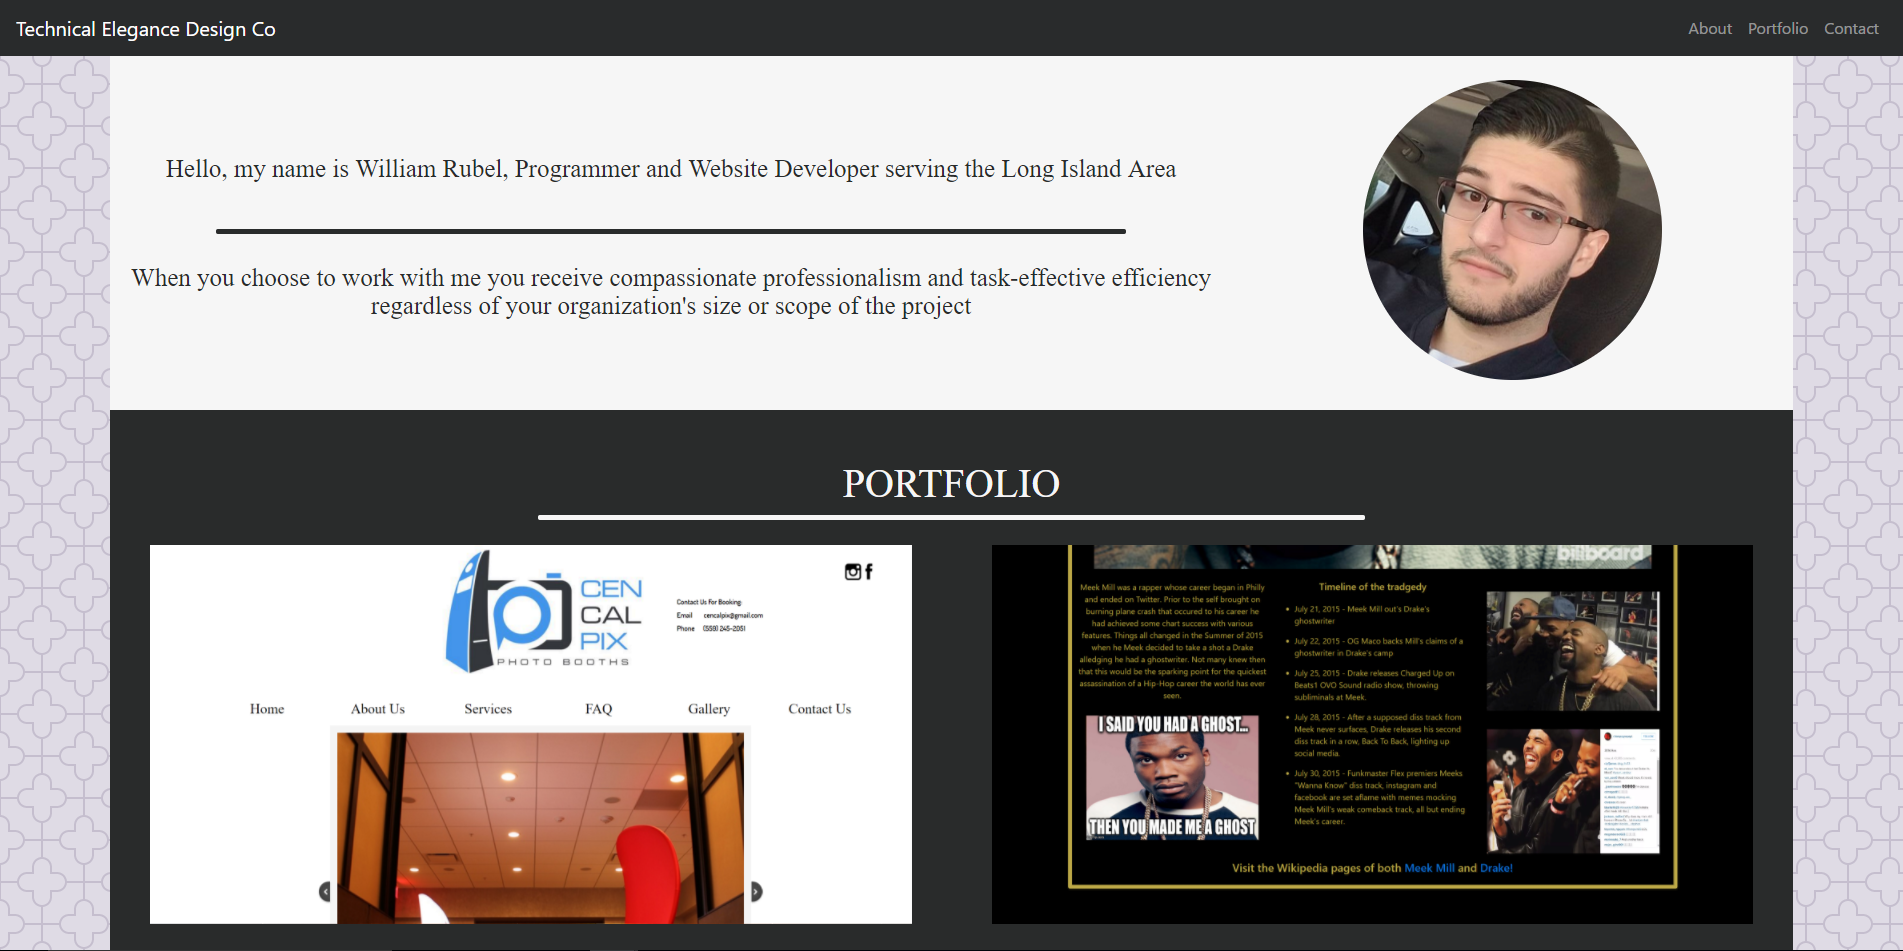 Technical Elegance Design Co
About Portfolio Contact
Hello, my name is William Rubel, Programmer and Website Developer serving the Long Island Area
When you choose to work with me you receive compassionate professionalism and task-effective efficiency
regardless of your organization's size or scope of the project
PORTFOLIO
CEN
CAL
PIX
PHOTO BOOTHS
Contact Us For Booking:
Email cencalpix@gmail.com
Phone (559) 245-2051
Home About Us Services FAQ Gallery Contact Us
billboard
Meek Mill was a rapper whose career began in Philly
and ended on Twitter. Prior to the self brought on
burning plane crash that occured to his career he
had achieved some chart success with various
features. Things all changed in the Summer of 2015
when he Meek decided to take a shot a Drake
alledging he had a ghostwriter. Not many knew then
that this would be the sparking point for the quickest
assassination of a Hip-Hop career the world has ever
seen.
I SAID YOU HAD A GHOST...
THEN YOU MADE ME A GHOST
Timeline of the tradgedy
July 21, 2015 - Meek Mill out's Drake's
ghostwriter
July 22, 2015 - OG Maco backs Mill's claims of a
ghostwriter in Drake's camp
July 25, 2015 - Drake releases Charged Up on
Beats1 OVO Sound radio show, throwing
subliminals at Meek.
July 28, 2015 - After a supposed diss track from
Meek never surfaces, Drake releases his second
diss track in a row, Back To Back, lighting up
social media.
July 30, 2015 - Funkmaster Flex premiers Meeks
"Wanna Know" diss track, instagram and
facebook are set aflame with memes mocking
Meek Mill's weak comeback track, all but ending
Meek's career.
Visit the Wikipedia pages of both Meek Mill and Drake!